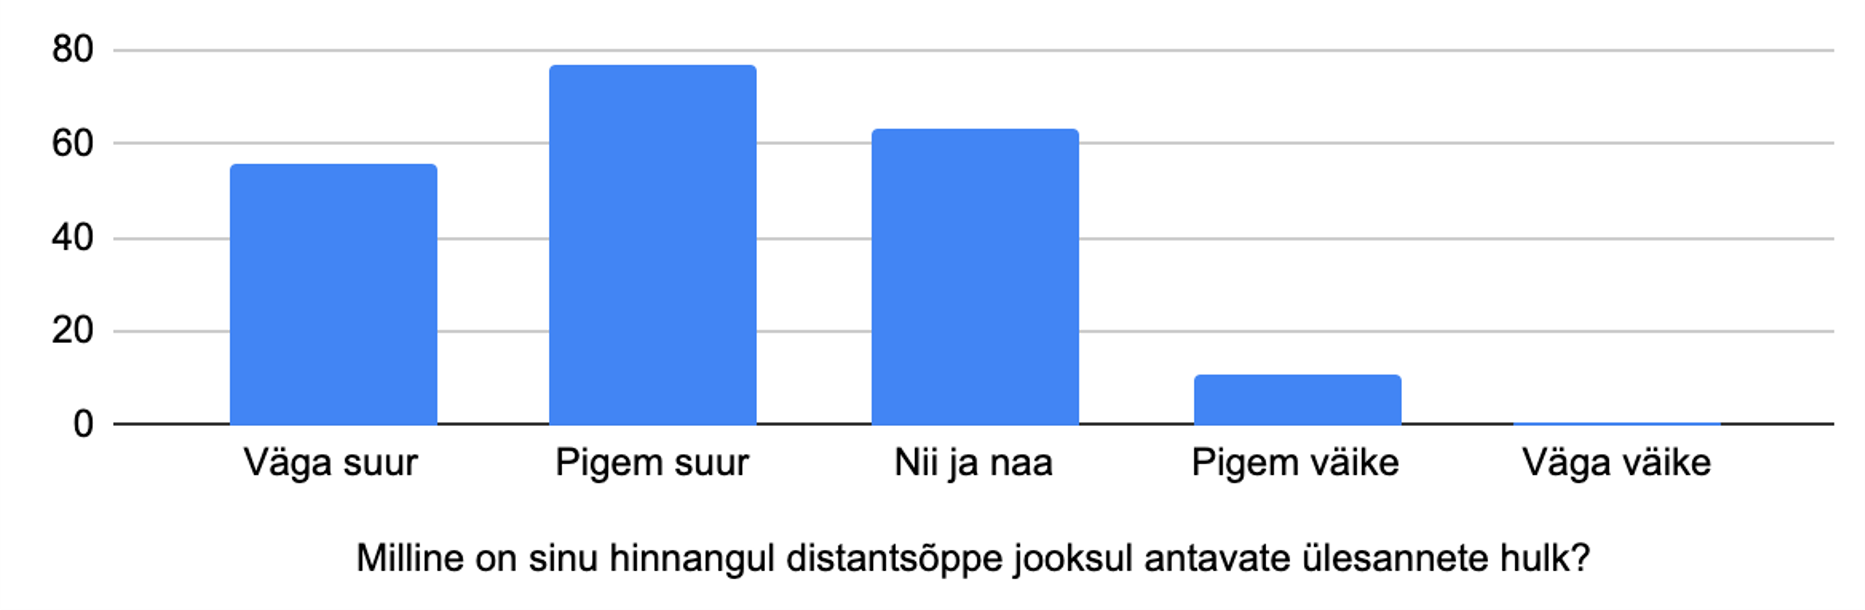 80
60
40
20
0
Väga suur
Pigem suur
Nii ja naa
Pigem väike
Väga väike
Milline on sinu hinnangul distantsõppe jooksul antavate ülesannete hulk?